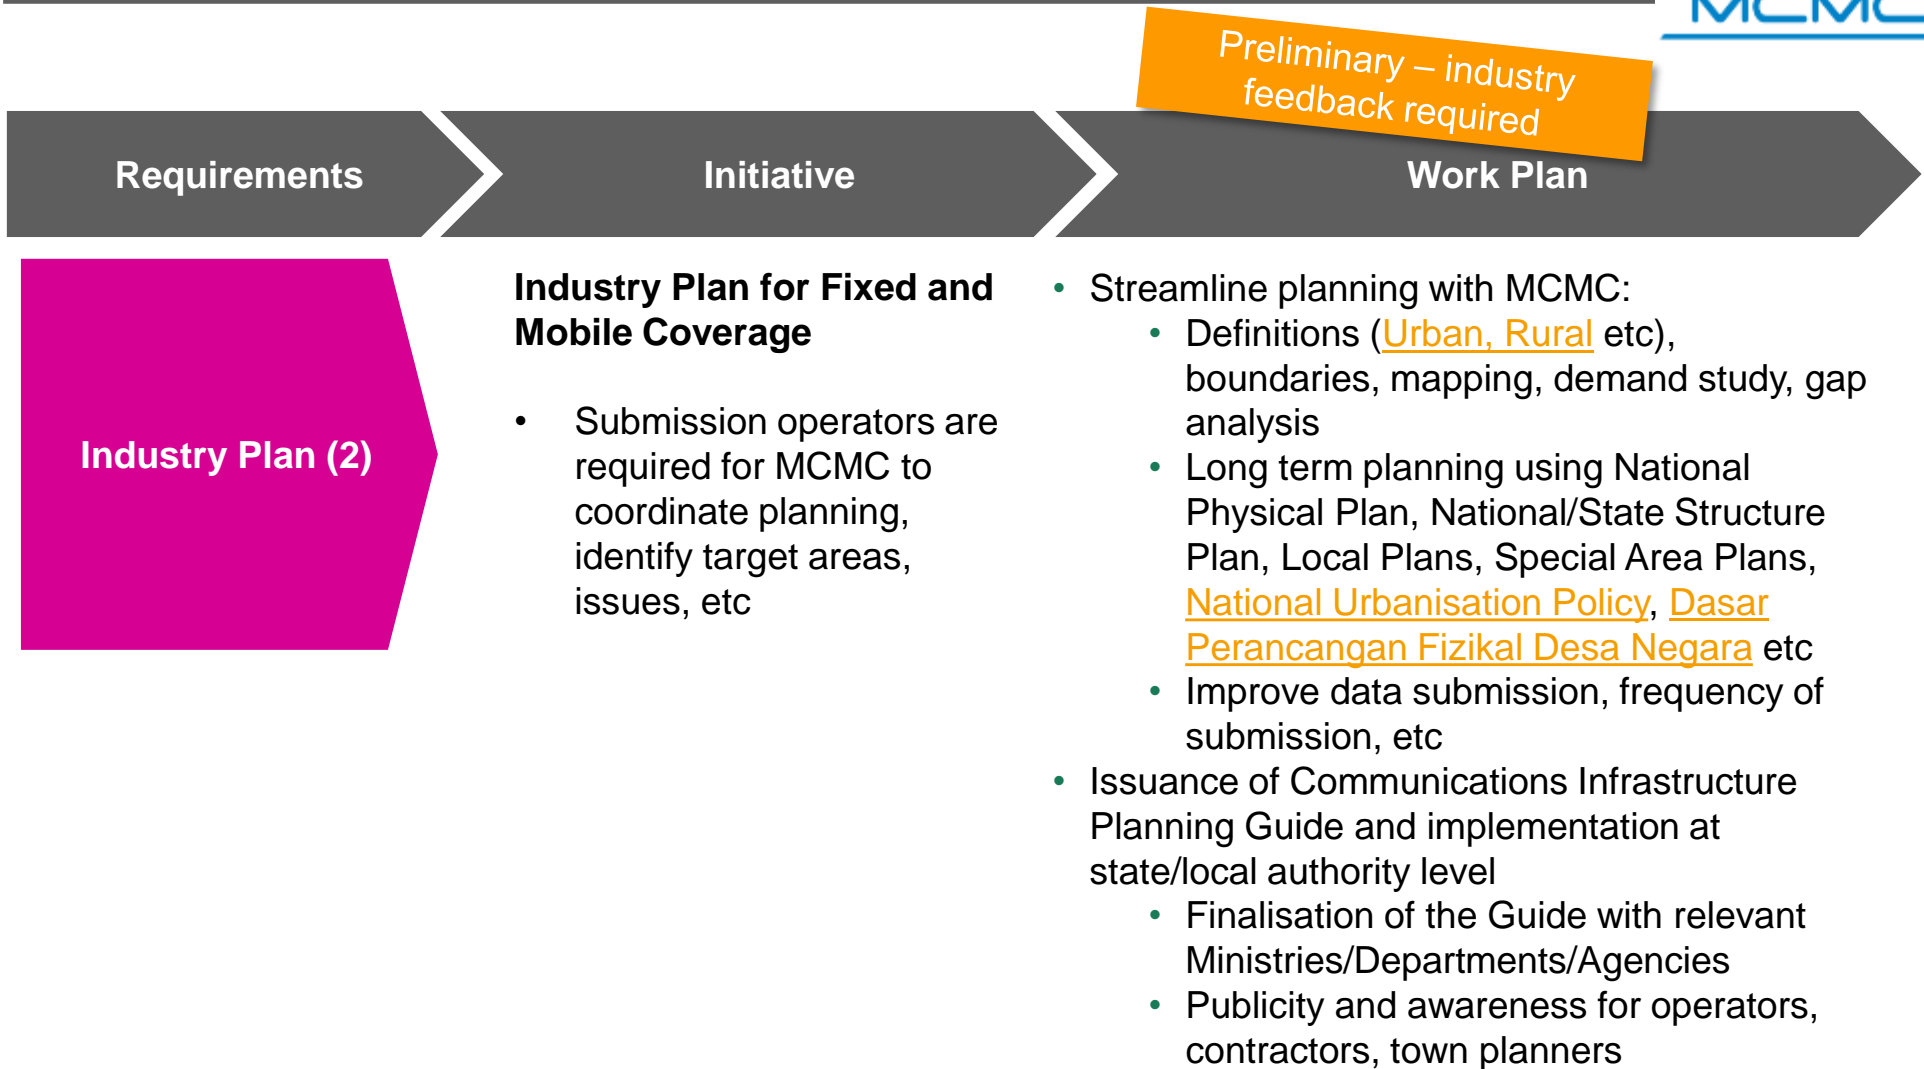 MCMC
Preliminary – industry
feedback required
Requirements
Initiative
Work Plan
Industry Plan (2)
Industry Plan for Fixed and
Mobile Coverage
• Submission operators are
required for MCMC to
coordinate planning,
identify target areas,
issues, etc
• Streamline planning with MCMC:
• Definitions (Urban, Rural etc),
boundaries, mapping, demand study, gap
analysis
• Long term planning using National
Physical Plan, National/State Structure
Plan, Local Plans, Special Area Plans,
National Urbanisation Policy, Dasar
Perancangan Fizikal Desa Negara etc
• Improve data submission, frequency of
submission, etc
• Issuance of Communications Infrastructure
Planning Guide and implementation at
state/local authority level
• Finalisation of the Guide with relevant
Ministries/Departments/Agencies
• Publicity and awareness for operators,
contractors, town planners